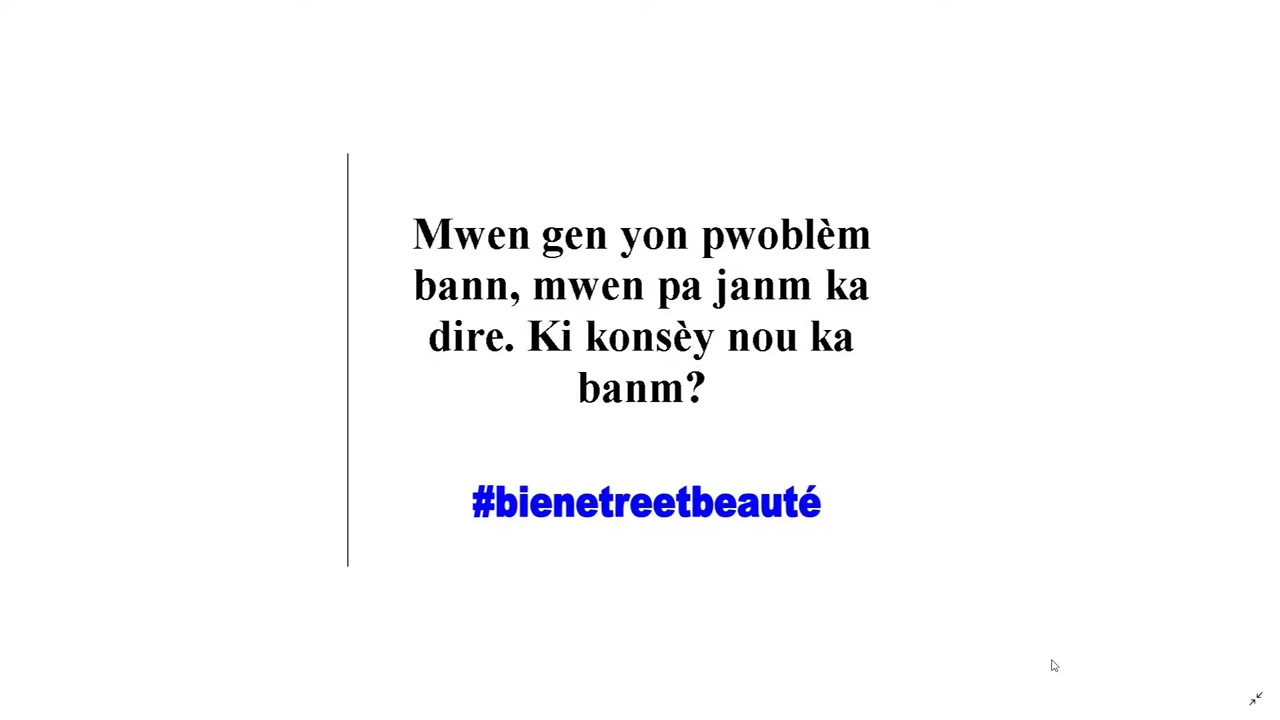 Mwen gen yon pwoblèm
bann, mwen pa janm ka
dire. Ki konsèy nou ka
banm?
#bienetreetbeauté